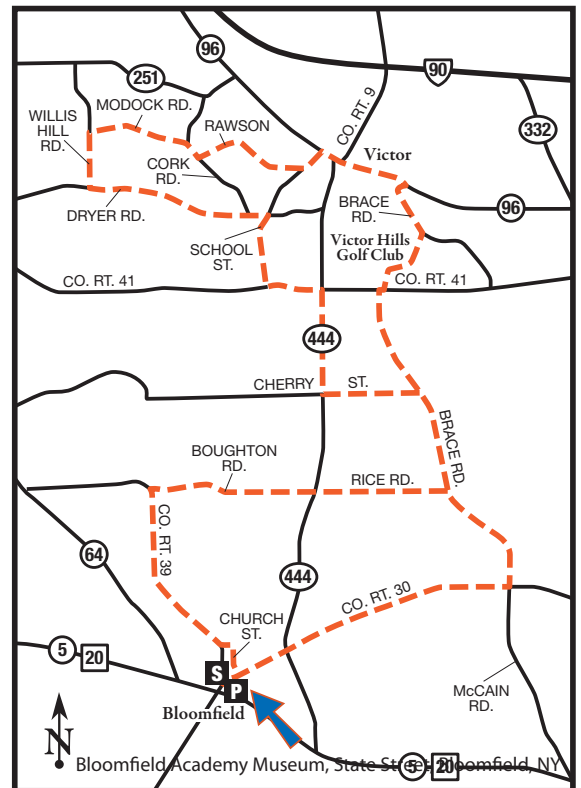 96
90
251
MODOCK RD.
CO. RT. 9
WILLIS
HILL
RD.
RAWSON
332
CORK
RD.
Victor
DRYER RD.
BRACE
RD.
96
SCHOOL
ST.
Victor Hills
Golf Club
CO. RT. 41
CO. RT. 41
444
CHERRY
ST.
BRACE RD.
BOUGHTON
RD.
RICE RD.
CO. RT. 39
64
444
CO. RT. 30
CHURCH
ST.
5
20
S
P
McCAIN
RD.
Bloomfield
N
Bloomfield Academy Museum, State Street, Bloomfield, NY
5
20